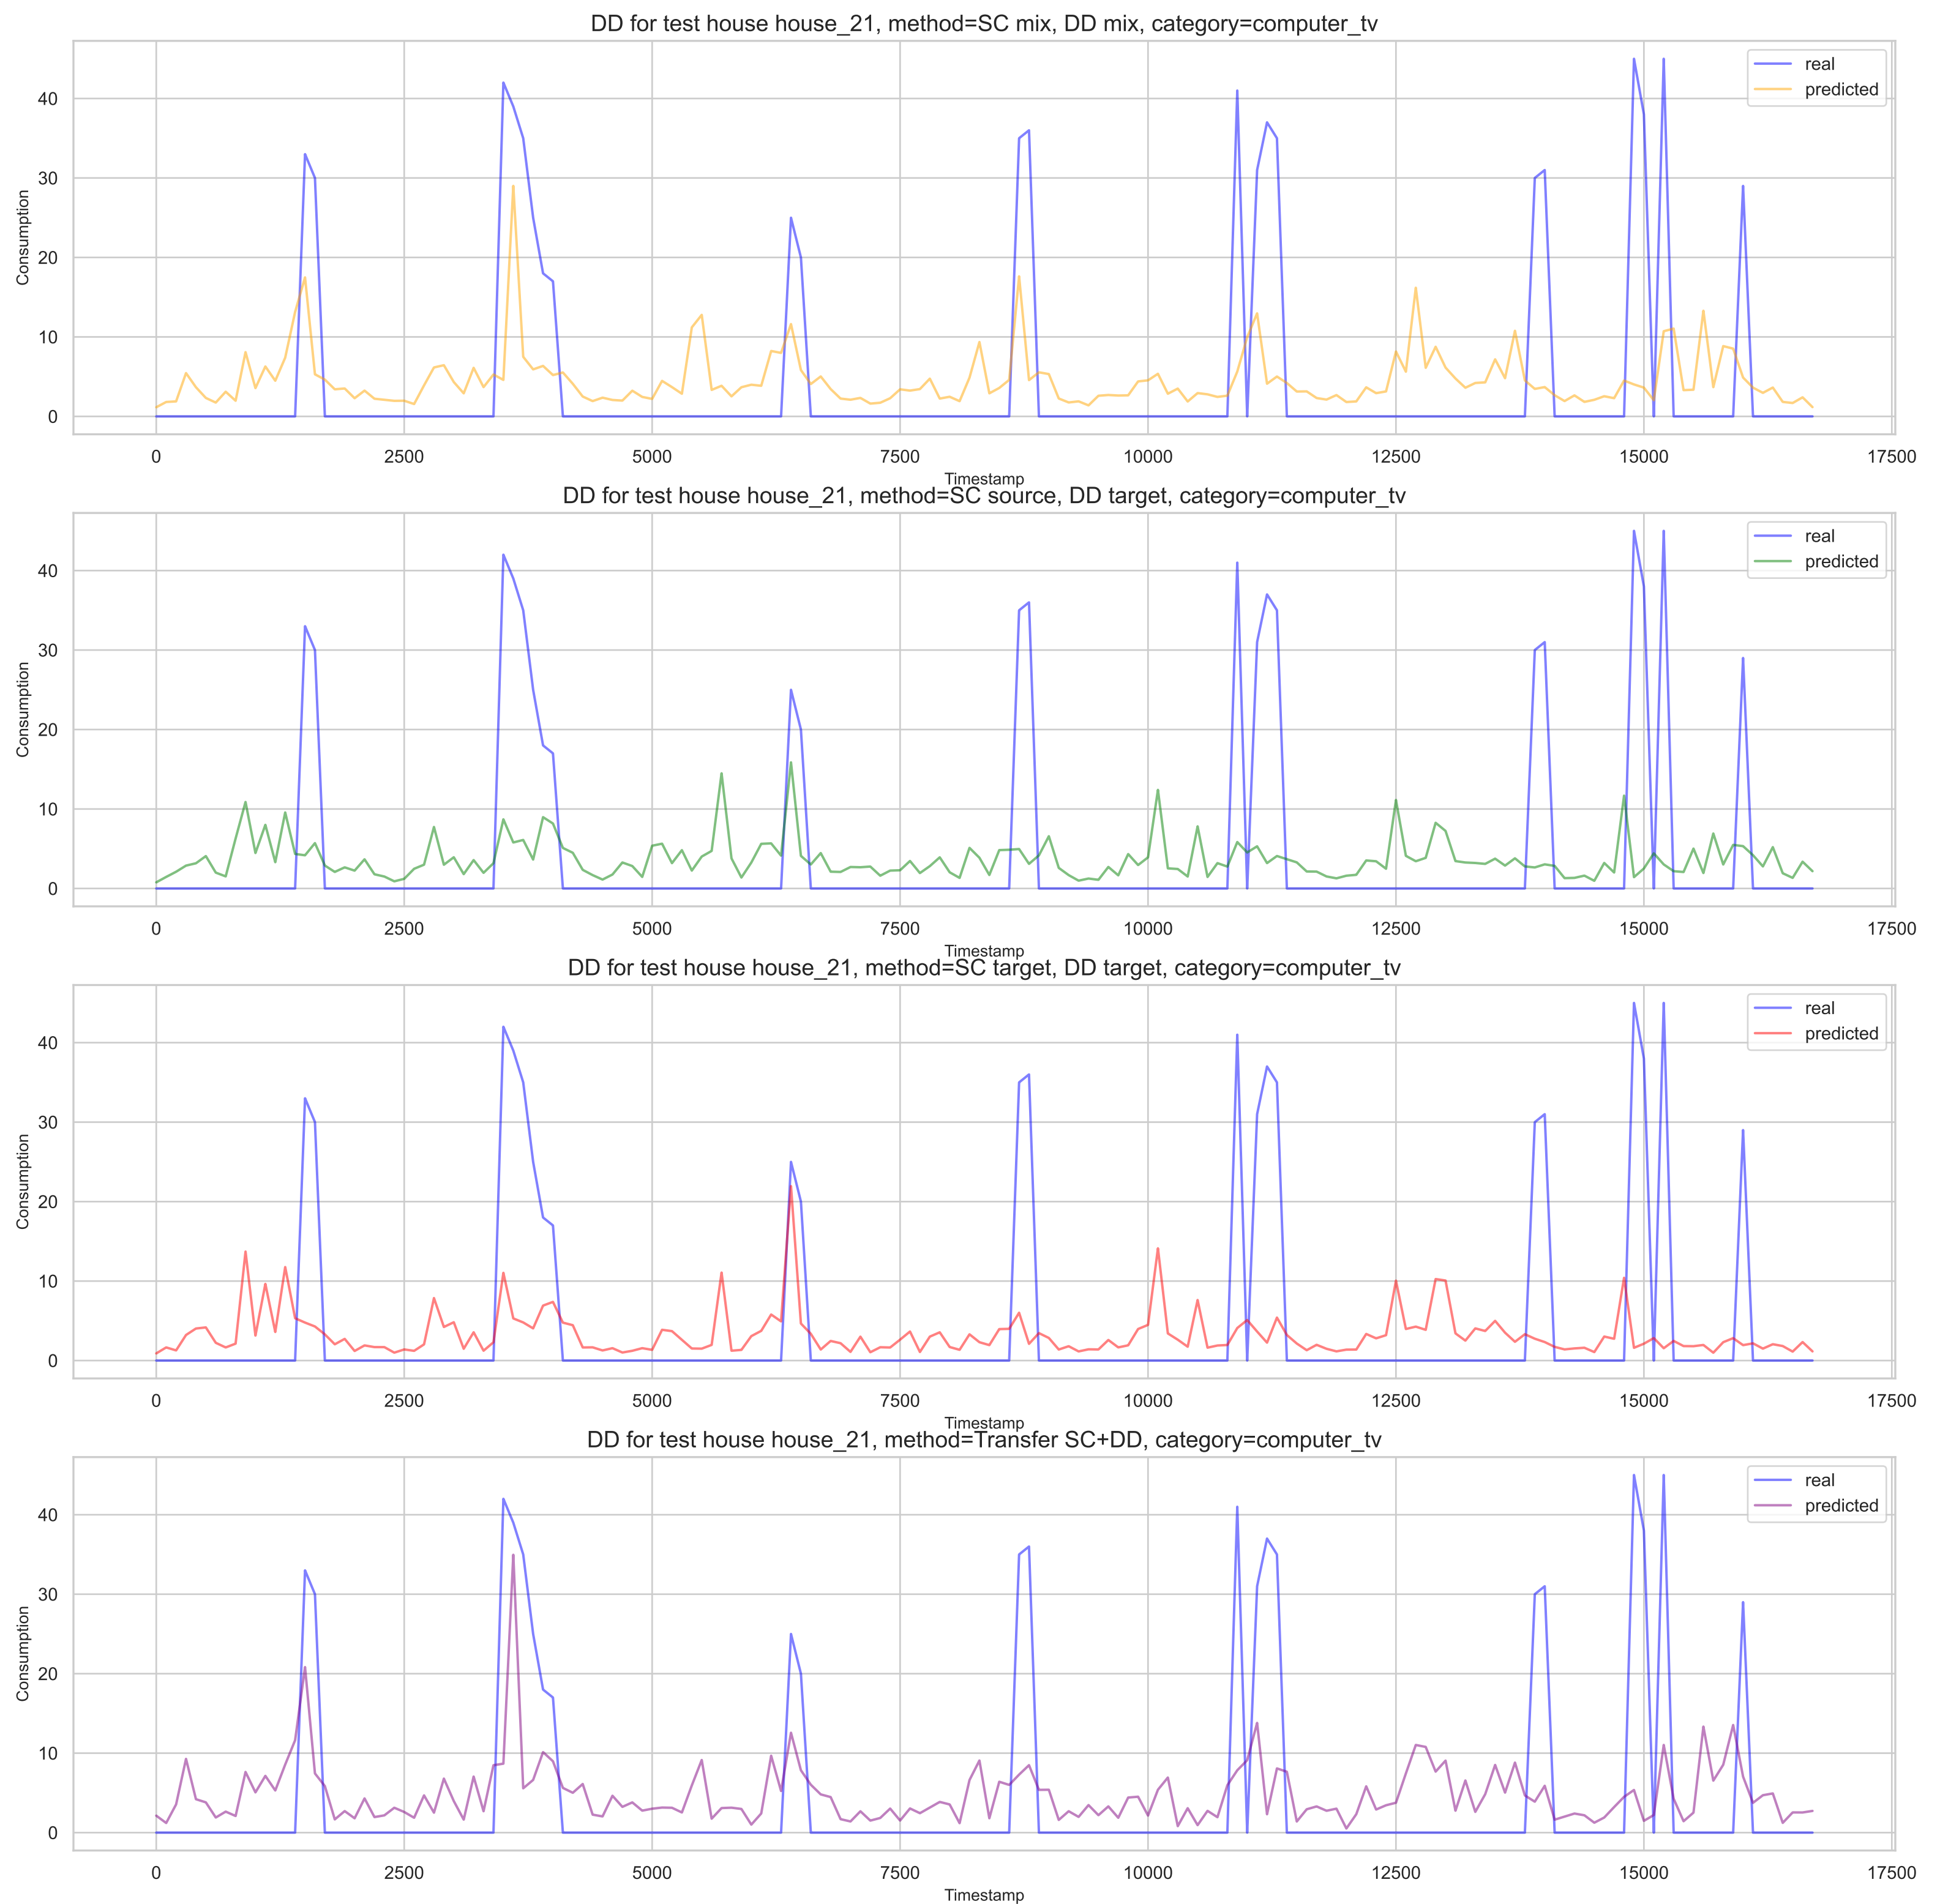 DD for test house house_21, method=SC mix, DD mix, category=computer_tv
real
predicted
Consumption
40
30
20
10
0
0 2500 5000 7500 10000 12500 15000 17500
Timestamp
DD for test house house_21, method=SC source, DD target, category=computer_tv
real
predicted
Consumption
40
30
20
10
0
0 2500 5000 7500 10000 12500 15000 17500
Timestamp
DD for test house house_21, method=SC target, DD target, category=computer_tv
real
predicted
Consumption
40
30
20
10
0
0 2500 5000 7500 10000 12500 15000 17500
Timestamp
DD for test house house_21, method=Transfer SC+DD, category=computer_tv
real
predicted
Consumption
40
30
20
10
0
0 2500 5000 7500 10000 12500 15000 17500
Timestamp